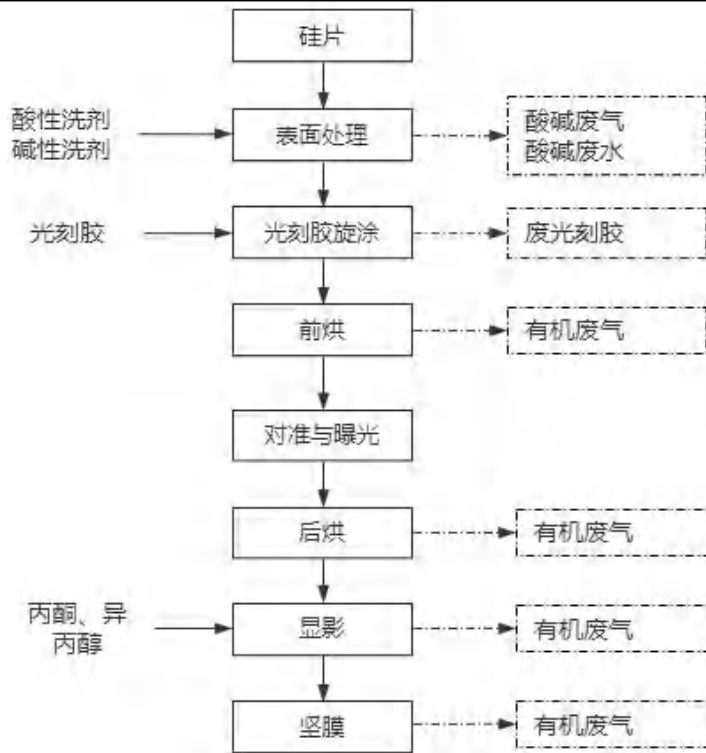 硅片
酸性洗剂
碱性洗剂
表面处理
酸碱废气
酸碱废水
光刻胶
光刻胶旋涂
废光刻胶
前烘
有机废气
对准与曝光
后烘
有机废气
丙酮、异
丙醇
显影
有机废气
坚膜
有机废气